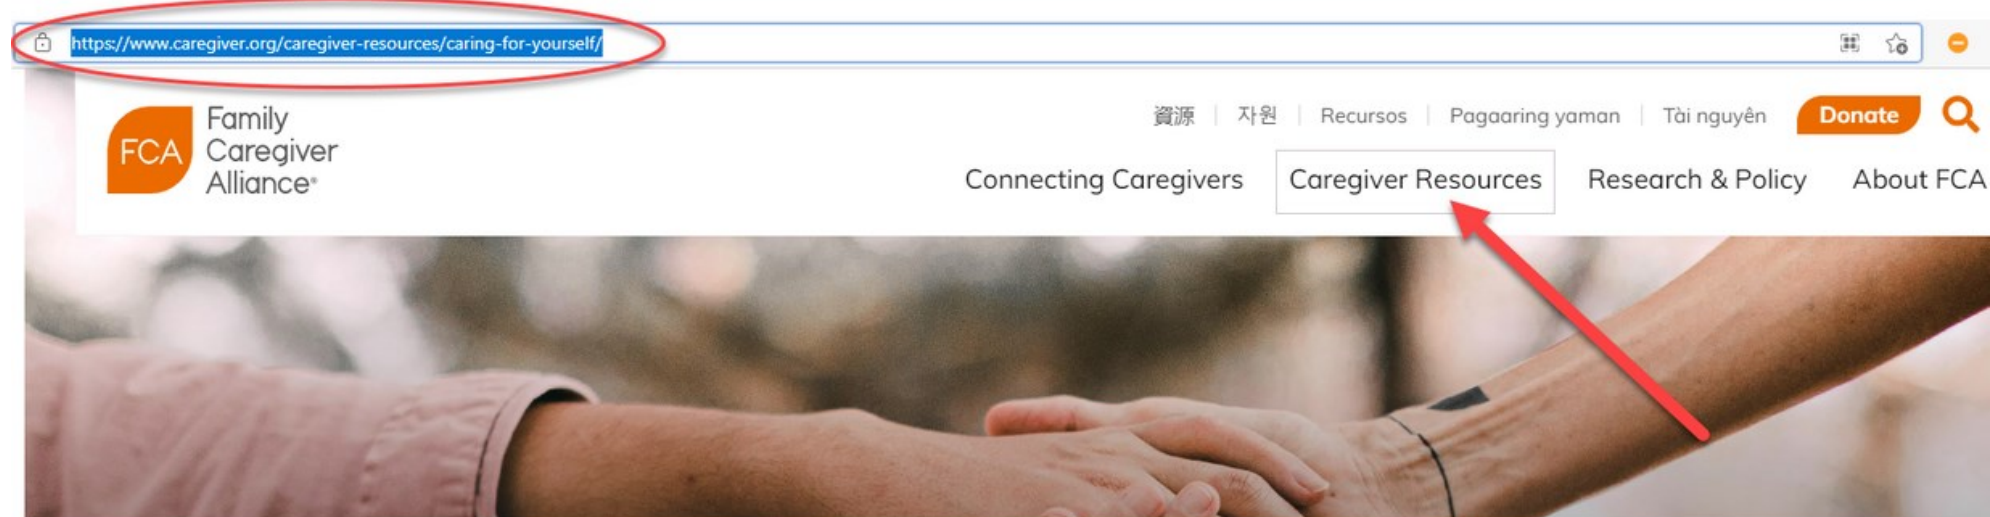 https://www.caregiver.org/caregiver-resources/caring-for-yourself/
FCA
Family
Caregiver
Alliance®
資源 자원 Recursos Pagaaring yaman Tài nguyên Donate
Connecting Caregivers Caregiver Resources Research & Policy About FCA